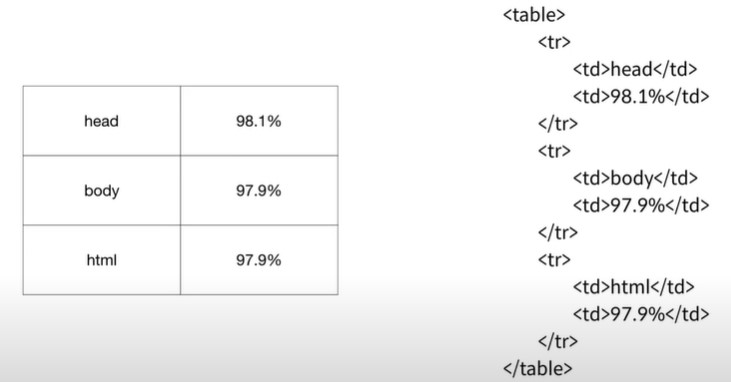 head 98.1%
body 97.9%
html 97.9%
<table>
<tr>
<td>head</td>
<td>98.1%</td>
</tr>
<tr>
<td>body</td>
<td>97.9%</td>
</tr>
<tr>
<td>html</td>
<td>97.9%</td>
</tr>
</table>